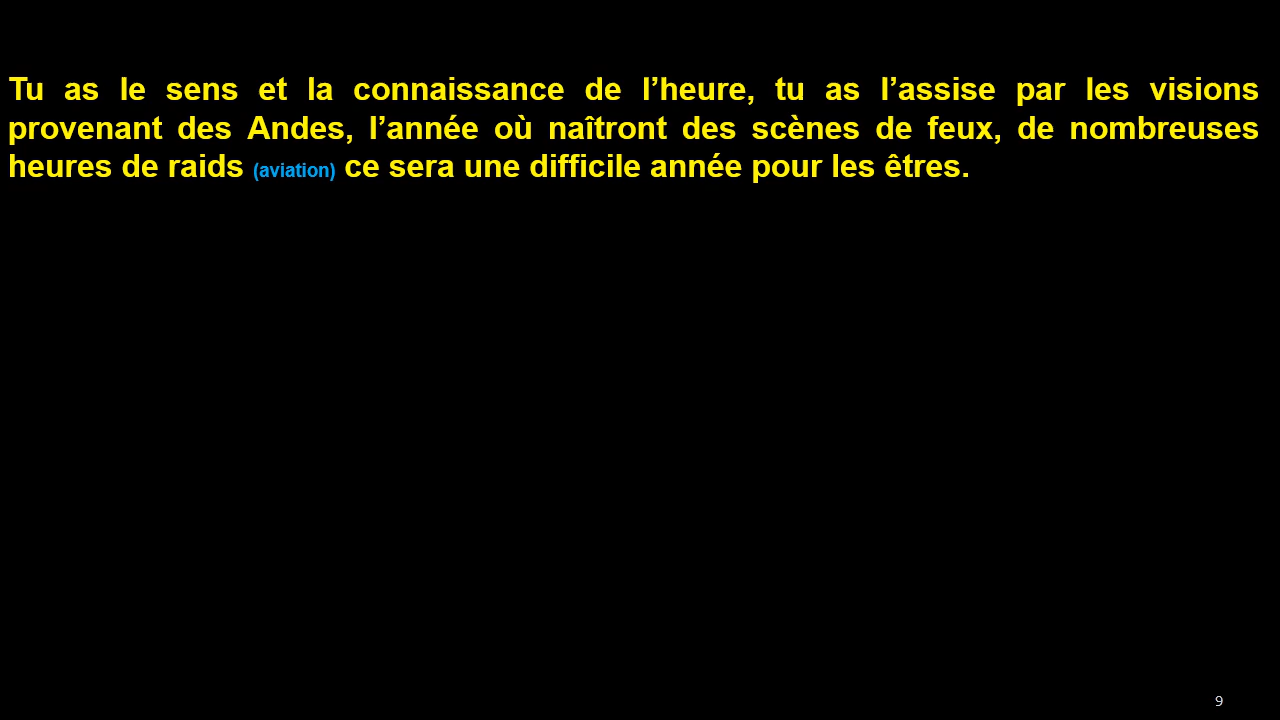 Tu as le sens et la connaissance de l’heure, tu as l’assise par les visions
provenant des Andes, l’année où naîtront des scènes de feux, de nombreuses
heures de raids (aviation) ce sera une difficile année pour les êtres.
9